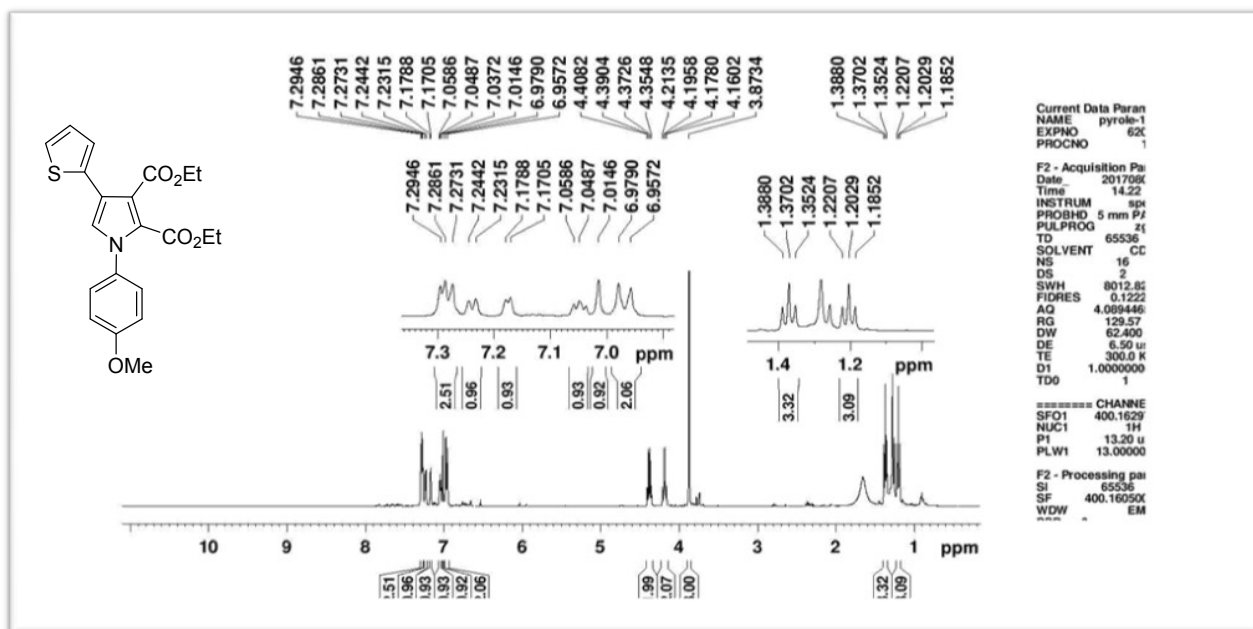 7.2946 7.2861 7.2731 7.2442 7.2315 7.1788 7.1705 7.0586 7.0487 7.0372 7.0146 6.9790 6.9572 4.4082 4.3904 4.3726 4.3548 4.2135 4.1958 4.1780 4.1602 3.8734
1.3880 1.3702 1.3524 1.2207 1.2029 1.1852
S
CO2Et
CO2Et
N
OMe
7.2946 7.2861 7.2731 7.2442 7.2315 7.1788 7.1705 7.0586 7.0487 7.0146 6.9790 6.9572
1.3880 1.3702 1.3524 1.2207 1.2029 1.1852
7.3 7.2 7.1 7.0 ppm
2.51 0.96 0.93 0.93 0.92 2.06
1.4 1.2 ppm
3.32 3.09
10 9 8 7 6 5 4 3 2 1 ppm
Current Data Paran
NAME pyrole-1
EXPNO 620
PROCNO 1
F2 - Acquisition Pa
Date_ 2017080
Time 14.22
INSTRUM spe
PROBHD 5 mm PA
PULPROG zg
TD 65536
SOLVENT CD
NS 16
DS 2
SWH 8012.82
FIDRES 0.1222
AQ 4.089446
RG 129.57
DW 62.400
DE 6.50 u
TE 300.0 K
D1 1.0000000
TD0 1
======== CHANNE
SFO1 400.1629
NUC1 1H
P1 13.20 u
PLW1 13.00000
F2 - Processing pa
SI 65536
SF 400.160500
WDW EM